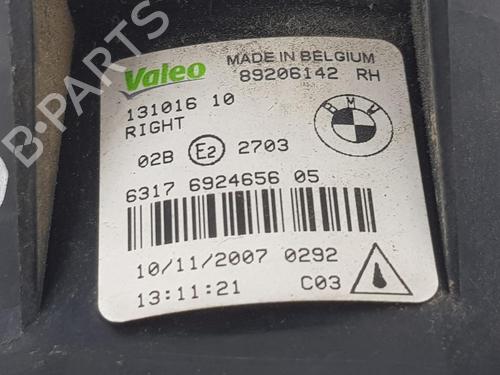 Valeo
MADE IN BELGIUM
89206142 RH
131016 10
RIGHT
BMW
02B E2 2703
6317 6924656 05
10/11/2007 0292
13:11:21 C03